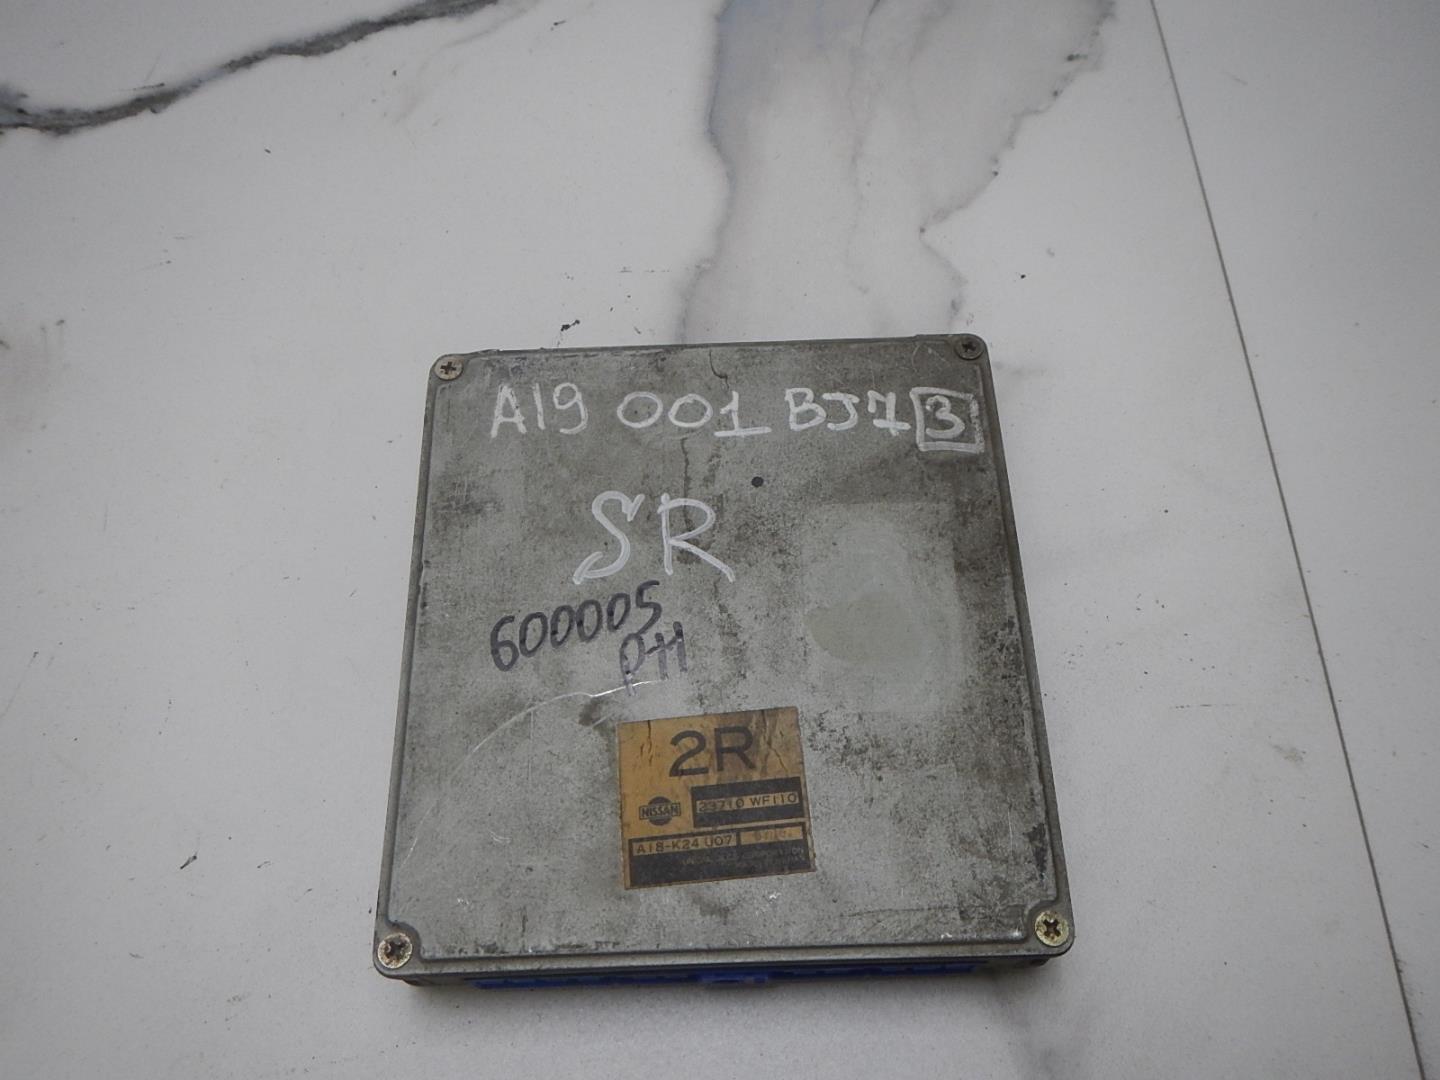 A19 001 BJ7 3
SR
600005
P11
2R
NISSAN
23710 WF110
A18-K24 U07